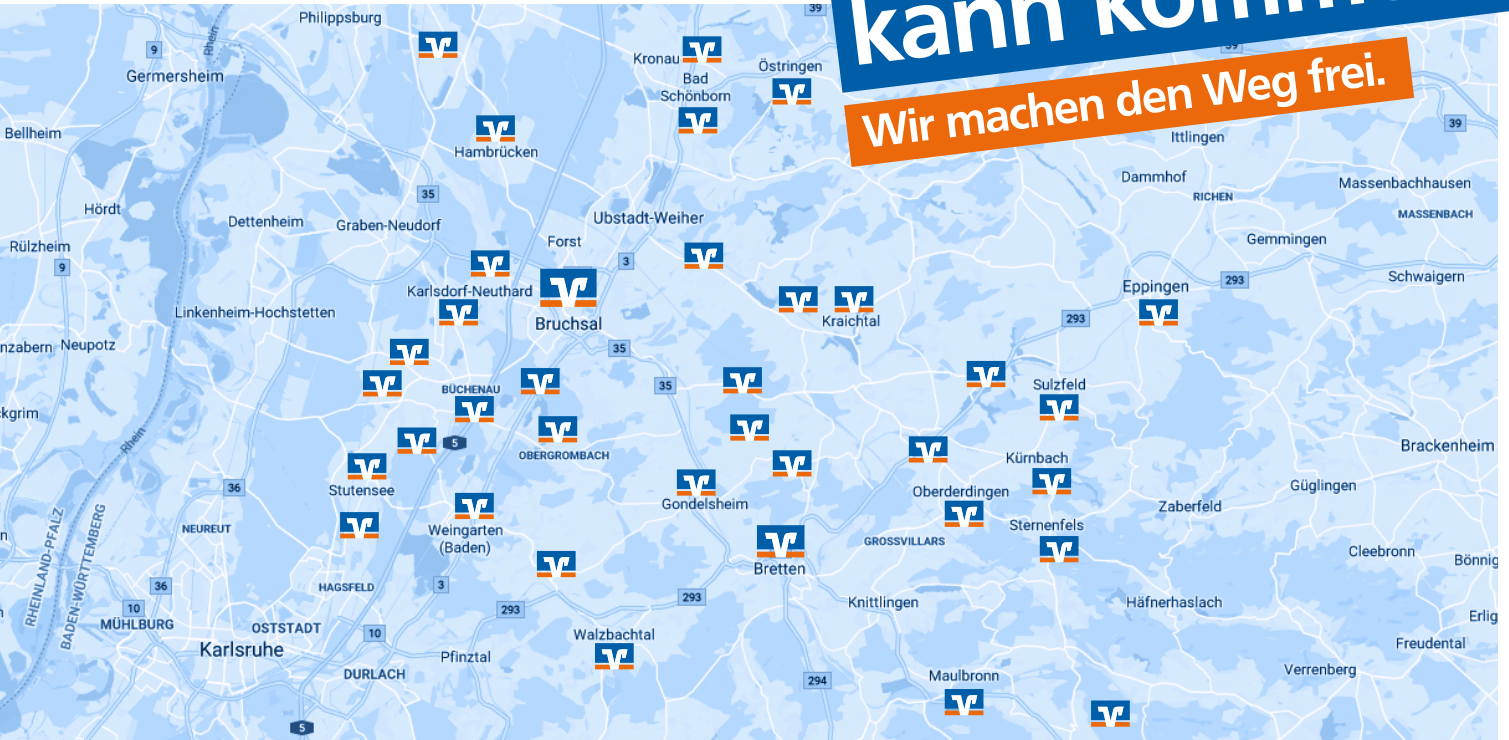 kann
Wir machen den Weg frei.
Philippsburg
39
39
9
Rhein
Kronau
Östringen
Germersheim
Bad
Schönborn
Bellheim
39
Ittlingen
Hambrücken
Dammhof
Massenbachhausen
35
RICHEN
Hördt
MASSENBACH
Dettenheim
Graben-Neudorf
Ubstadt-Weiher
Rülzheim
Forst
Gemmingen
3
9
Schwaigern
293
Eppingen
Karlsdorf-Neuthard
Linkenheim-Hochstetten
Bruchsal
Kraichtal
293
nzabern
Neupotz
35
35
BÜCHENAU
Sulzfeld
ckgrim
Rhein
5
Brackenheim
OBERGROMBACH
Kürnbach
36
Stutensee
Gondelsheim
Oberderdingen
Güglingen
Zaberfeld
NEUREUT
Weingarten
(Baden)
Sternenfels
n
GROSSVILLARS
RHEINLAND-PFALZ
BADEN-WÜRTTEMBERG
Cleebronn
Bönnig
Bretten
36
HAGSFELD
3
293
293
Knittlingen
Häfnerhaslach
10
MÜHLBURG
OSTSTADT
10
Walzbachtal
Erlig
Karlsruhe
Pfinztal
Freudental
DURLACH
294
Maulbronn
Verrenberg
5